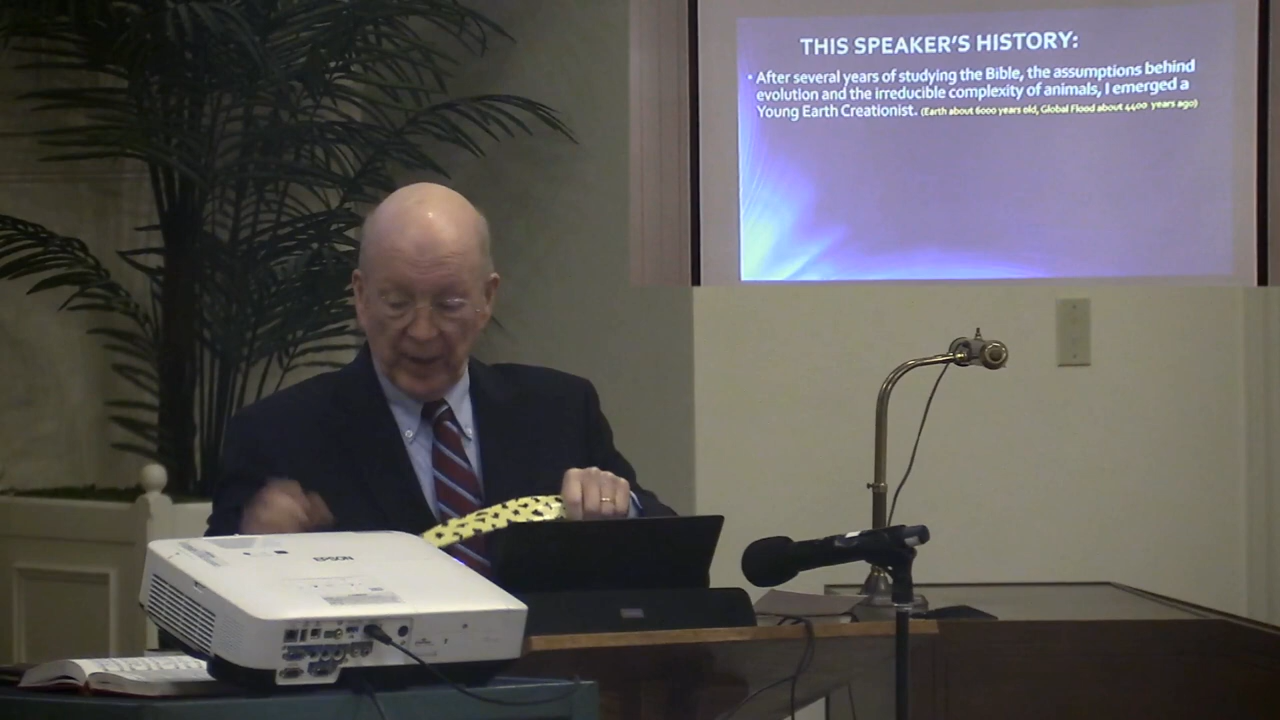 THIS SPEAKER'S HISTORY:
• After several years of studying the Bible, the assumptions behind
evolution and the irreducible complexity of animals, I emerged a
Young Earth Creationist. (Earth about 6000 years old, Global Flood about 4400 years ago)
EPSON